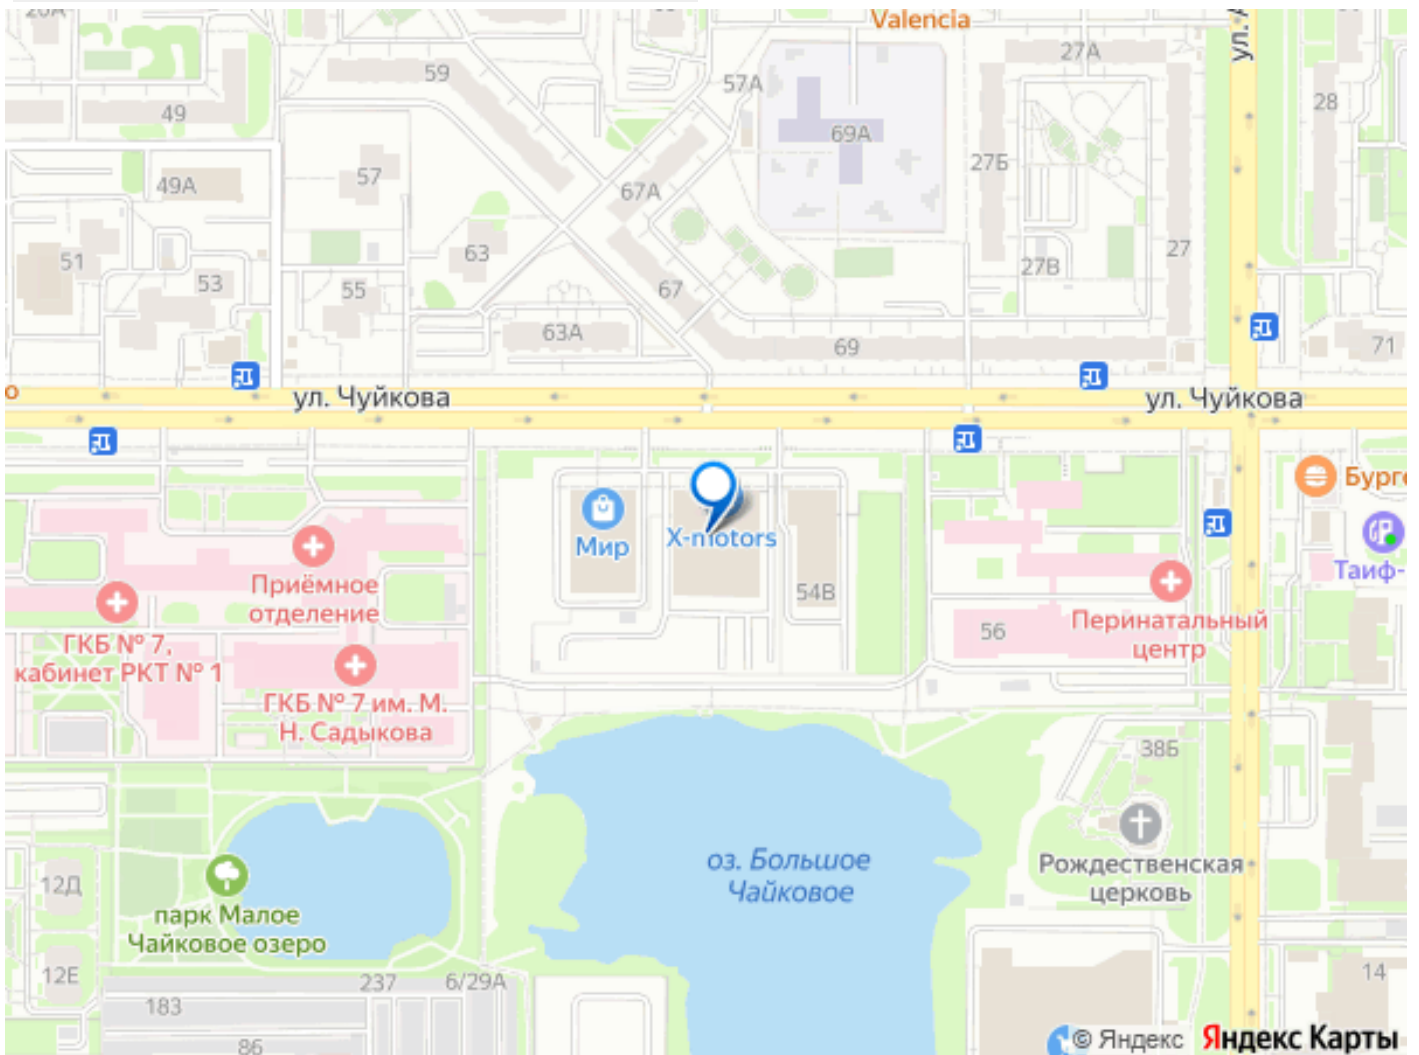 Valencia
59
27А
57А
49
28
69А
57
49А
67А
27Б
63
51
53
55
67
27В
27
63А
69
71
ул. Чуйкова
ул. Чуйкова
Мир
X-motors
54В
Приёмное
отделение
ГКБ № 7,
кабинет РКТ № 1
ГКБ № 7 им. М.
Н. Садыкова
56
Перинатальный
центр
Таиф-
38Б
оз. Большое
Чайковое
Рождественская
церковь
12Д
парк Малое
Чайковое озеро
12Е
237
6/29А
183
86
14
© Яндекс
Яндекс Карты